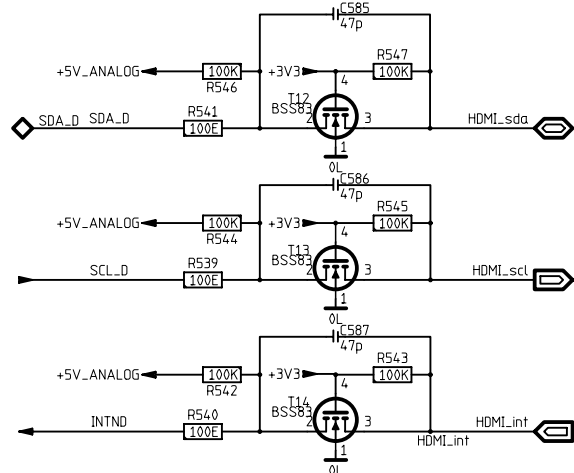 C585
47p
+5V_ANALOG
100K
R546
+3V3
R547
100K
4
T12
BSS83
SDA_D
SDA_D
R541
100E
2
3
HDMI_sda
1
0L
C586
47p
+5V_ANALOG
100K
R544
+3V3
R545
100K
4
T13
BSS83
SCL_D
R539
100E
2
3
HDMI_scl
1
0L
C587
47p
+5V_ANALOG
100K
R542
+3V3
R543
100K
4
T14
BSS83
INTND
R540
100E
2
3
HDMI_int
HDMI_int
1
0L